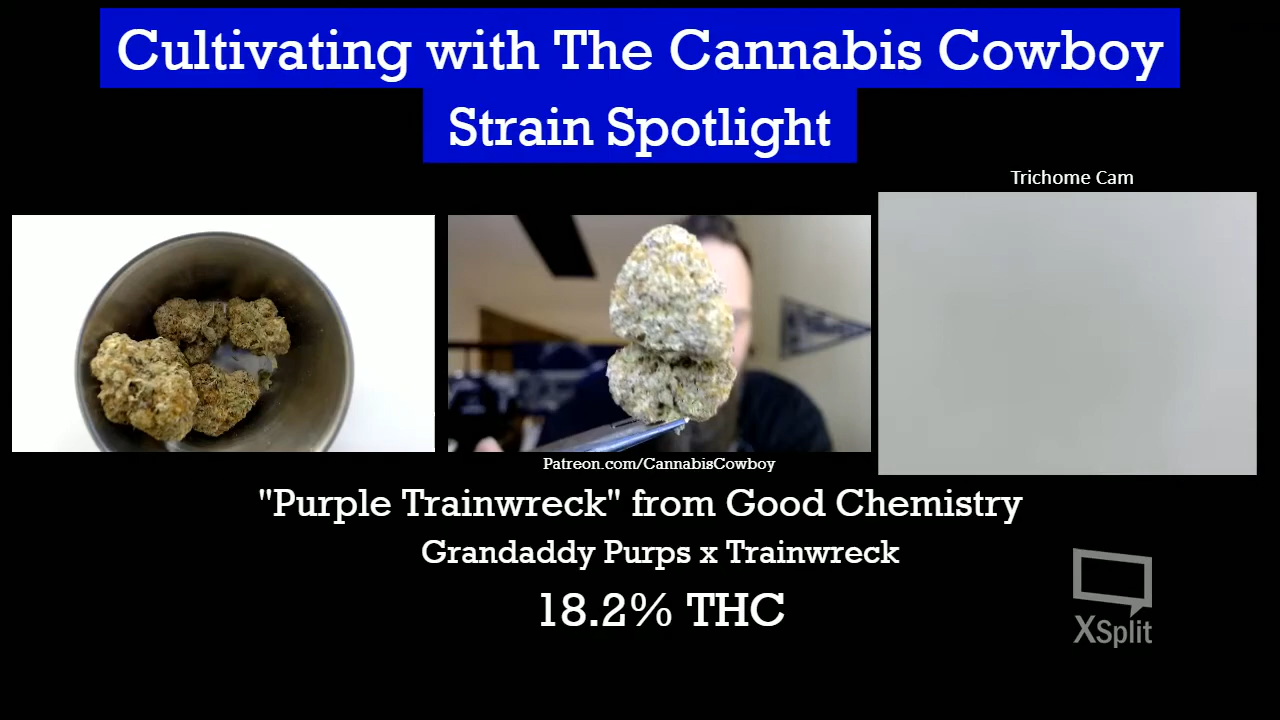 Cultivating with The Cannabis Cowboy
Strain Spotlight
Trichome Cam
Patreon.com/CannabisCowboy
"Purple Trainwreck" from Good Chemistry
Grandaddy Purps x Trainwreck
18.2% THC
XSplit